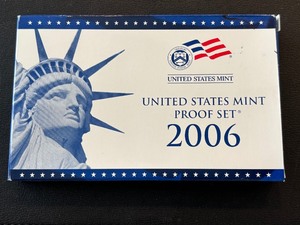 UNITED STATES MINT
UNITED STATES MINT
PROOF SET®
2006